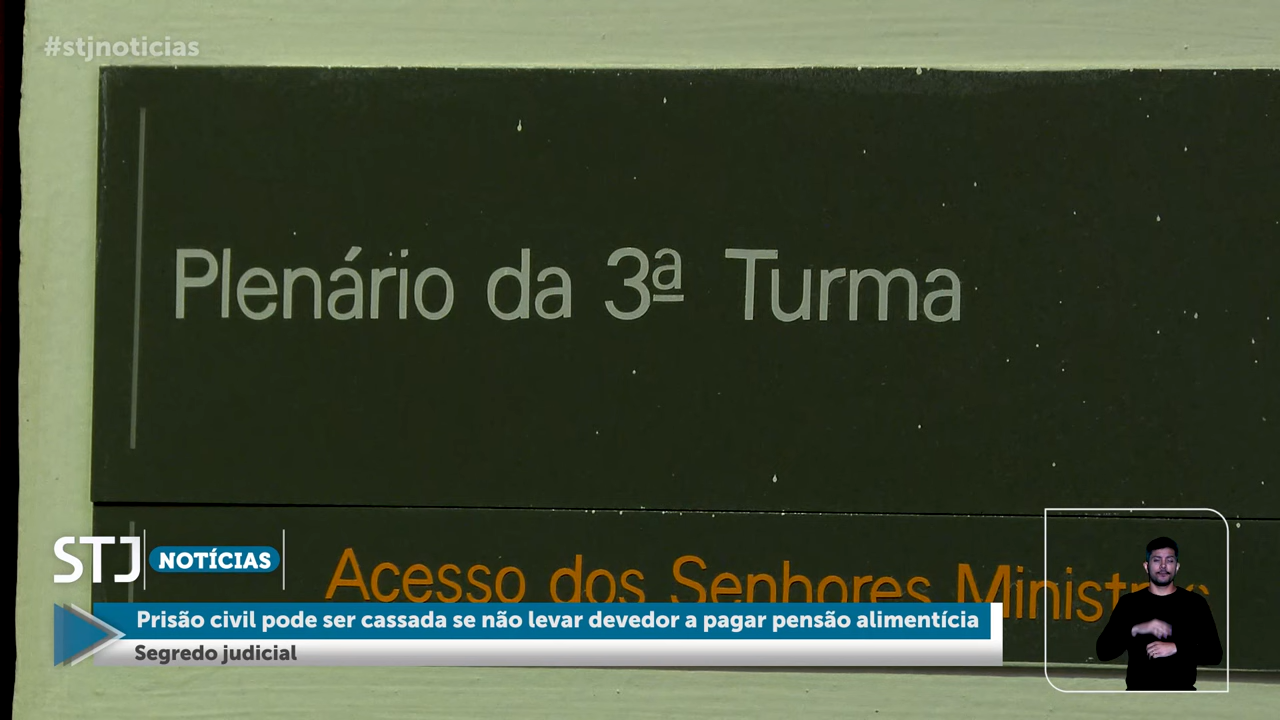 #stjnoticias
Plenário da 3ª Turma
Acesso dos Senhores Ministros
STJ NOTÍCIAS
Prisão civil pode ser cassada se não levar devedor a pagar pensão alimentícia
Segredo judicial